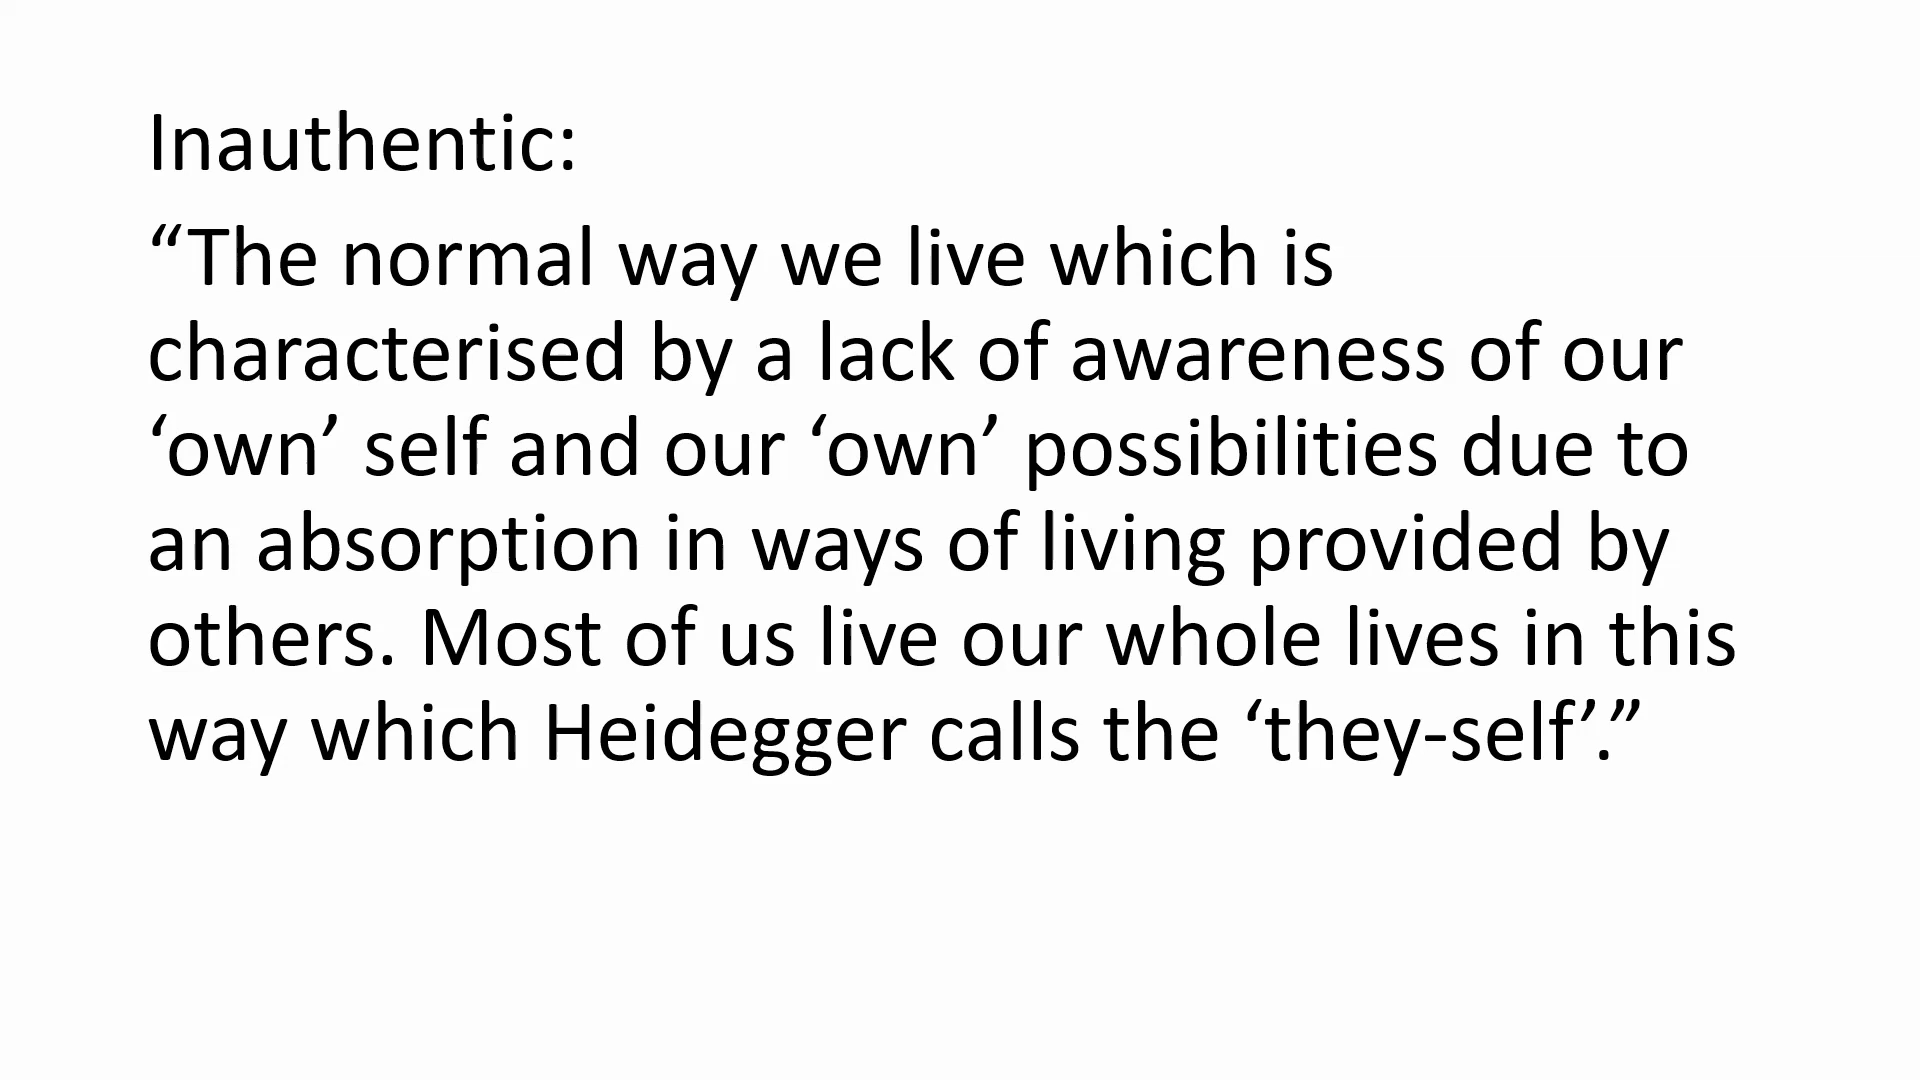 Inauthentic:
“The normal way we live which is
characterised by a lack of awareness of our
‘own’ self and our ‘own’ possibilities due to
an absorption in ways of living provided by
others. Most of us live our whole lives in this
way which Heidegger calls the ‘they-self’.”